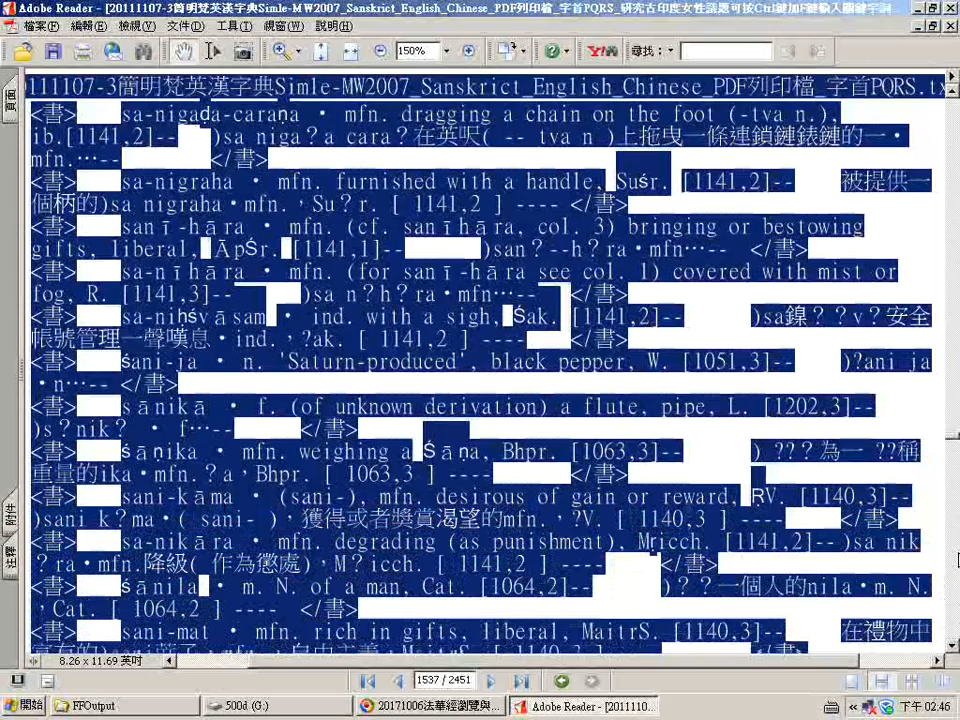 Adobe Reader - [20111107-3簡明梵英漢字典Simle-MW2007_Sanskrict_English_Chinese_PDF列印檔_字首PQRS_研究古印度女性話題可按Ctrl鍵加F鍵輸入關鍵字詞
檔案(F) 編輯(E) 檢視(V) 文件(D) 工具(T) 視窗(W) 說明(H)
150% Y! 尋找：
頁面
附件
注釋
111107-3簡明梵英漢字典Simle-MW2007_Sanskrict_English_Chinese_PDF列印檔_字首PQRS.tx
<書> sa-nigaḍa-caraṇa • mfn. dragging a chain on the foot (-tva n.),
ib.[1141,2]-- )sa niga？a cara？在英呎( -- tva n )上拖曳一條連鎖鏈錶鏈的一•
mfn.…-- </書>
<書> sa-nigraha • mfn. furnished with a handle, Suśr. [1141,2]-- 被提供一
個柄的)sa nigraha•mfn.，Su？r. [ 1141,2 ] ---- </書>
<書> sanī-hāra • mfn. (cf. sanīhāra, col. 3) bringing or bestowing
gifts, liberal, ĀpŚr. [1141,1]-- )san？--h？ra•mfn…-- </書>
<書> sa-nīhāra • mfn. (for sanī-hāra see col. 1) covered with mist or
fog, R. [1141,3]-- )sa n？h？ra•mfn…-- </書>
<書> sa-niḥśvāsam • ind. with a sigh, Śak. [1141,2]-- )sa鎳？？v？安全
帳號管理一聲嘆息•ind.，?ak. [ 1141,2 ] ---- </書>
<書> śani-ja • n. 'Saturn-produced', black pepper, W. [1051,3]-- )?ani ja
•n…-- </書>
<書> sānikā • f. (of unknown derivation) a flute, pipe, L. [1202,3]--
)s？nik？ • f…-- </書>
<書> śāṇika • mfn. weighing a Śāṇa, Bhpr. [1063,3]-- ) ???為一 ??稱
重量的ika•mfn.？a，Bhpr. [ 1063,3 ] ---- </書>
<書> sani-kāma • (sani-), mfn. desirous of gain or reward, RV. [1140,3]--
)sani k？ma•( sani- )，獲得或者獎賞渴望的mfn.，?V. [ 1140,3 ] ---- </書>
<書> sa-nikāra • mfn. degrading (as punishment), Mṛicch. [1141,2]--)sa nik
？ra•mfn.降級( 作為懲處)，M？icch. [ 1141,2 ] ---- </書>
<書> śānila • m. N. of a man, Cat. [1064,2]-- )？？一個人的nila•m. N.
，Cat. [ 1064,2 ] ---- </書>
<書> sani-mat • mfn. rich in gifts, liberal, MaitrS. [1140,3]-- 在禮物中
8.26 x 11.69 英吋
1537 / 2451
開始 FFOutput 500d (G:) 20171006法華經瀏覽與... Adobe Reader - [2011110... 下午 02:46